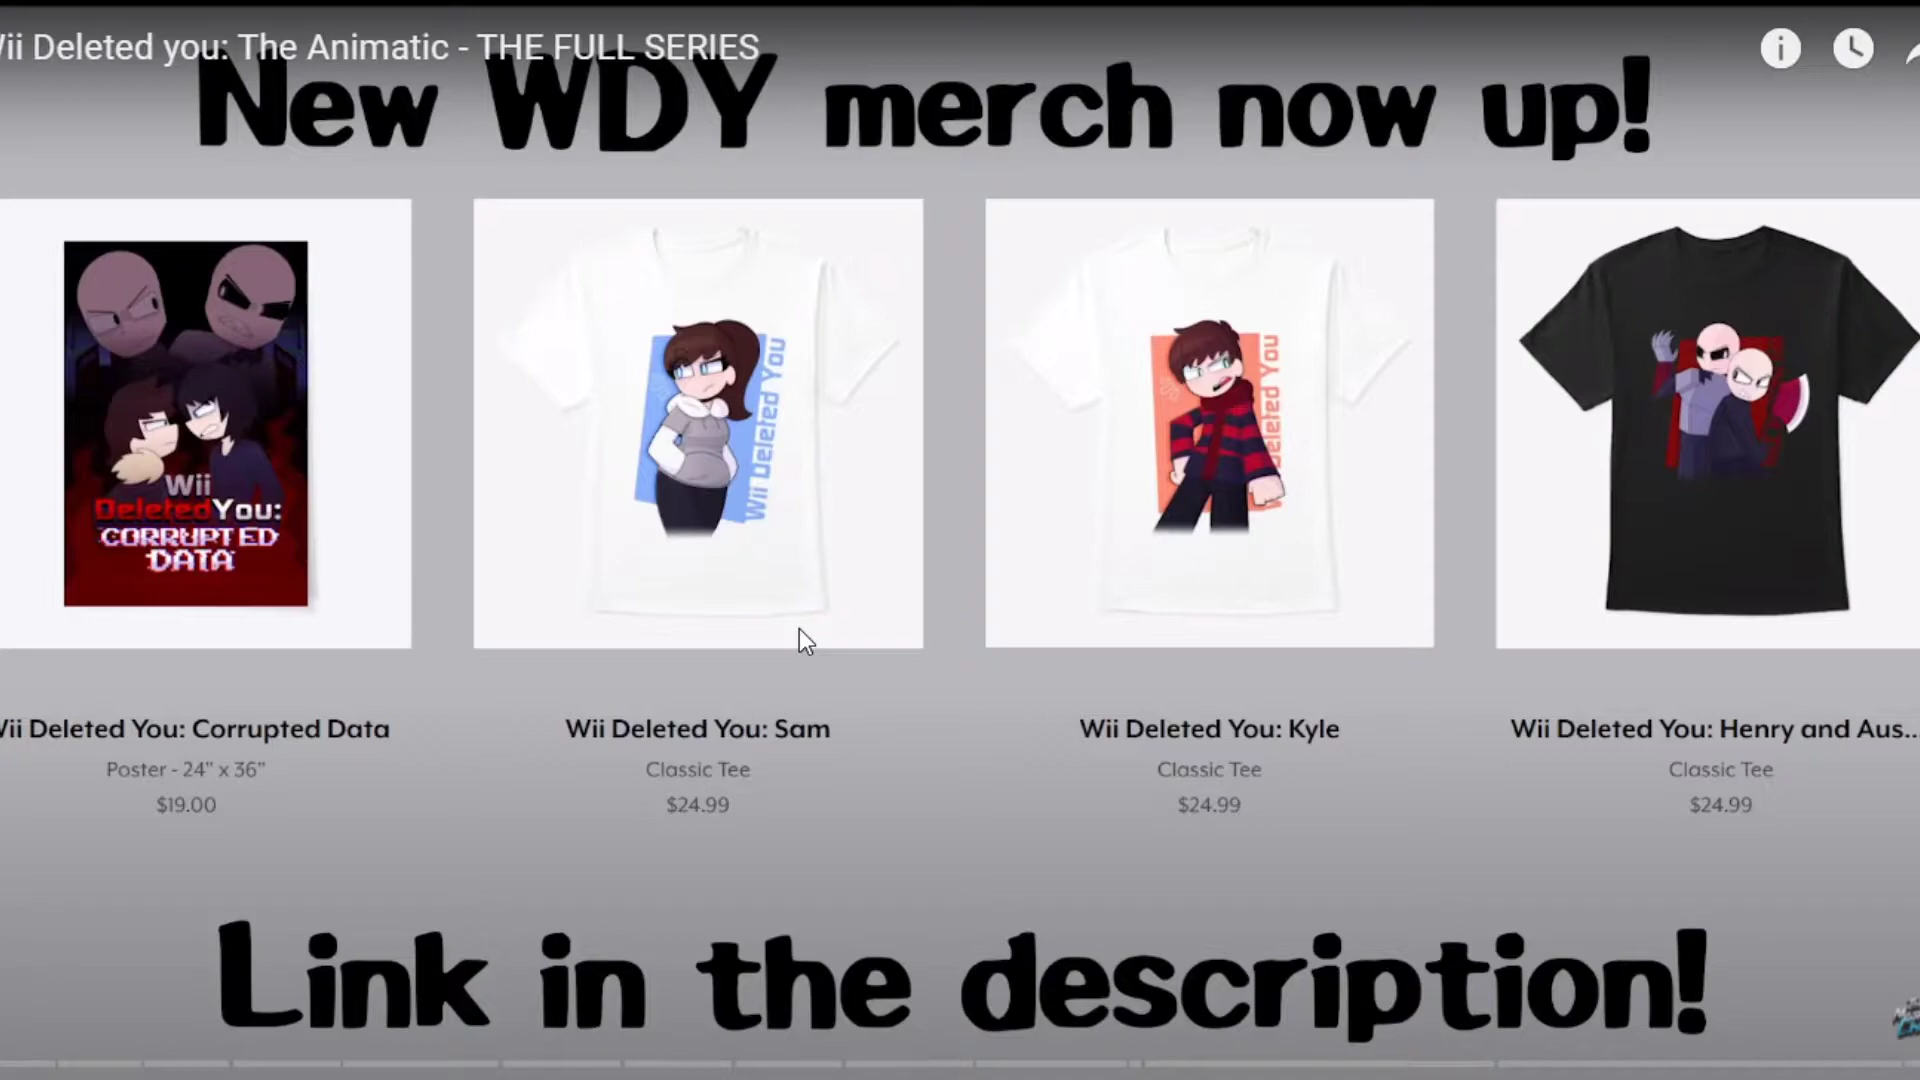 ii Deleted you: The Animatic - THE FULL SERIES
New WDY merch now up!
Wii
Deleted You:
CORRUPTED
DATA
Wii Deleted You
Deleted You
ii Deleted You: Corrupted Data
Poster - 24" x 36"
$19.00
Wii Deleted You: Sam
Classic Tee
$24.99
Wii Deleted You: Kyle
Classic Tee
$24.99
Wii Deleted You: Henry and Aus...
Classic Tee
$24.99
Link in the description!